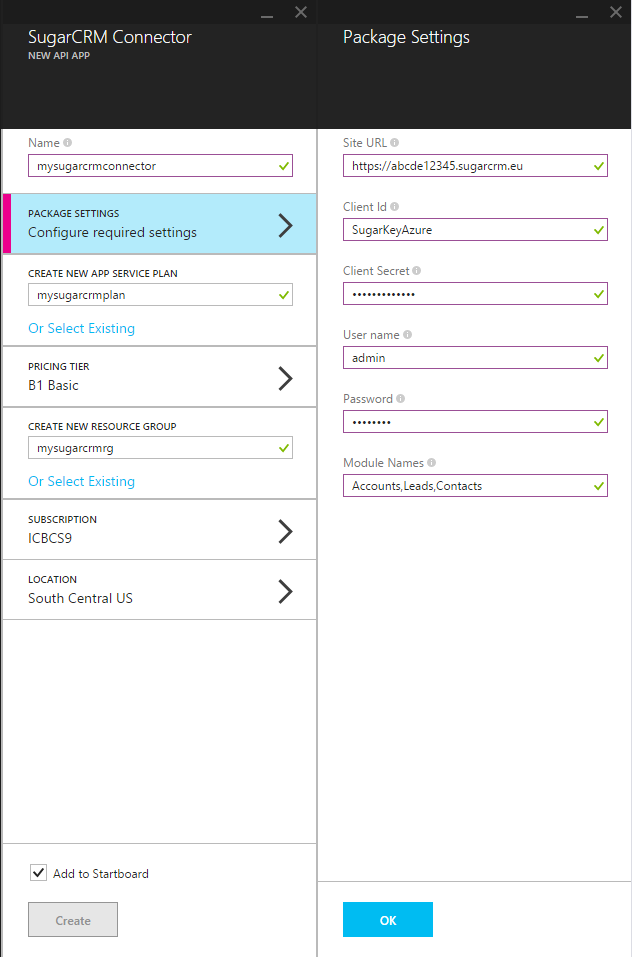 SugarCRM Connector
NEW API APP
Name
mysugarcrmconnector
PACKAGE SETTINGS
Configure required settings
CREATE NEW APP SERVICE PLAN
mysugarcrmplan
Or Select Existing
PRICING TIER
B1 Basic
CREATE NEW RESOURCE GROUP
mysugarcrmrg
Or Select Existing
SUBSCRIPTION
ICBCS9
LOCATION
South Central US
Add to Startboard
Create
Package Settings
Site URL
https://abcde12345.sugarcrm.eu
Client Id
SugarKeyAzure
Client Secret
•••••••••••••
User name
admin
Password
••••••••
Module Names
Accounts,Leads,Contacts
OK